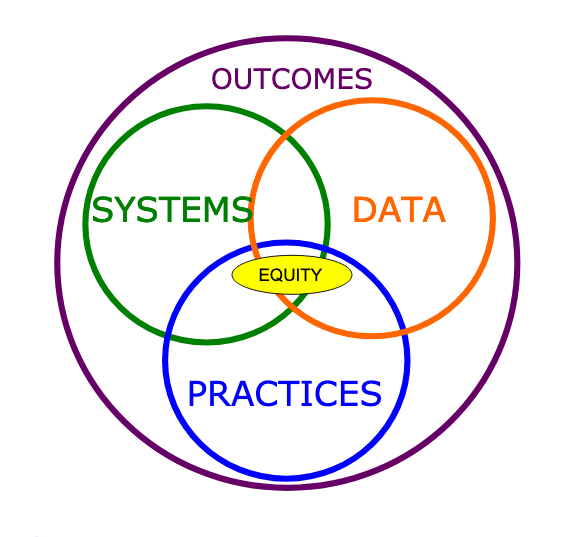 OUTCOMES
SYSTEMS
DATA
EQUITY
PRACTICES